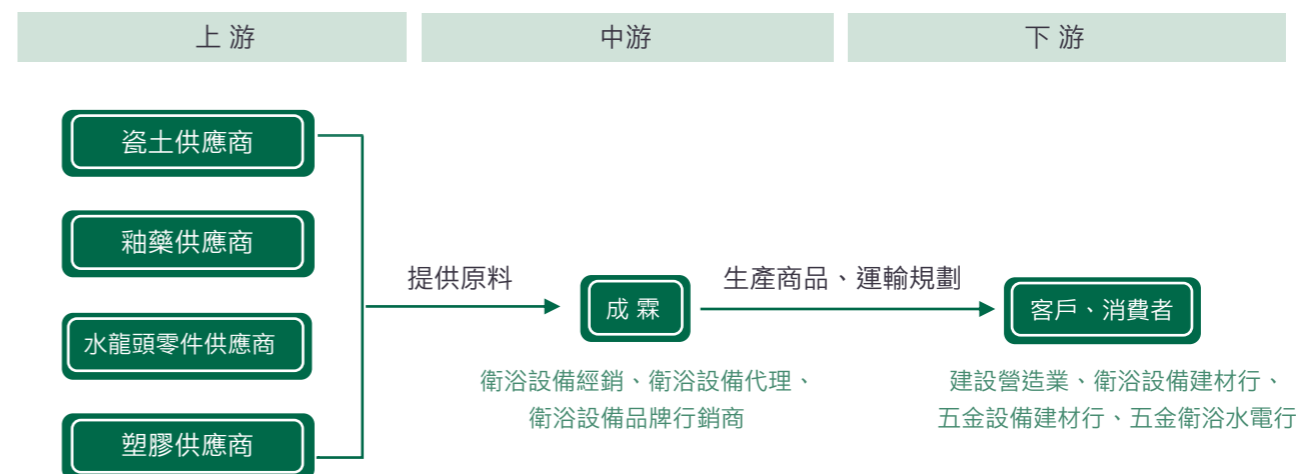 上游
中游
下游
瓷土供應商
釉藥供應商
水龍頭零件供應商
塑膠供應商
提供原料
成霖
衛浴設備經銷、衛浴設備代理、
衛浴設備品牌行銷商
生產商品、運輸規劃
客戶、消費者
建設營造業、衛浴設備建材行、
五金設備建材行、五金衛浴水電行